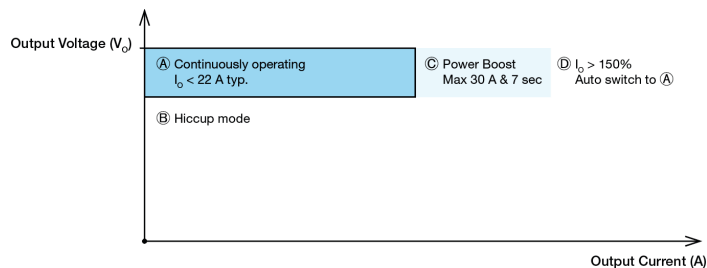 Output Voltage (VO)
Ⓐ Continuously operating
IO < 22 A typ.
Ⓒ Power Boost
Max 30 A & 7 sec
Ⓓ IO > 150%
Auto switch to Ⓐ
Ⓑ Hiccup mode
Output Current (A)